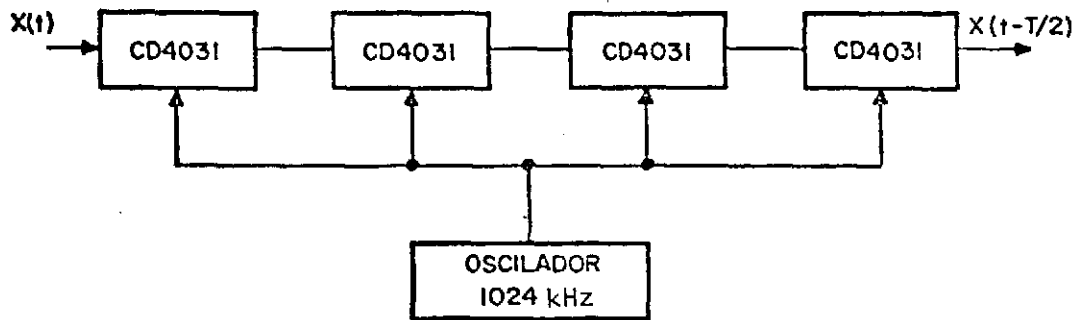 X(t)
CD4031
CD4031
CD4031
CD4031
X(t-T/2)
OSCILADOR
1024 kHz